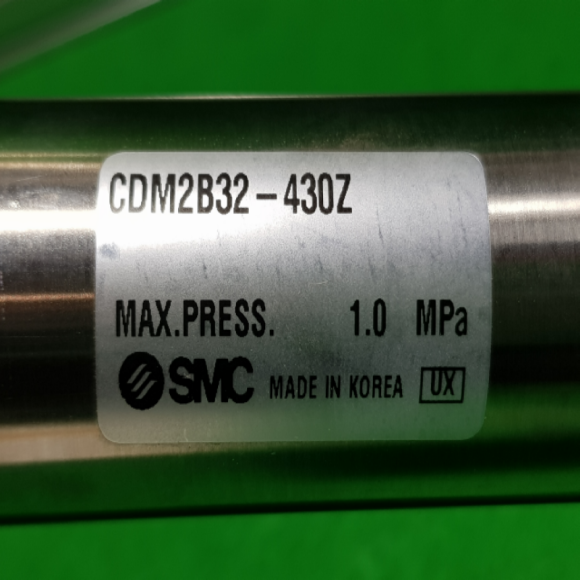 CDM2B32-430Z
MAX.PRESS. 1.0 MPa
SMC MADE IN KOREA UX